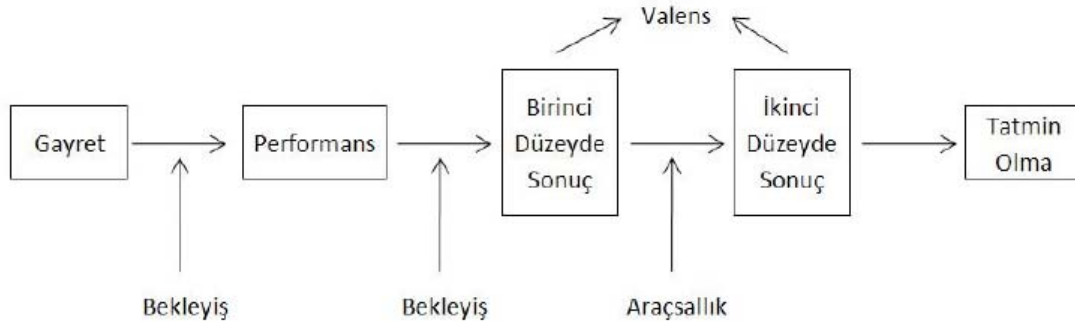 Valens
Gayret
Performans
Birinci
Düzeyde
Sonuç
İkinci
Düzeyde
Sonuç
Tatmin
Olma
Bekleyiş
Bekleyiş
Araçsallık